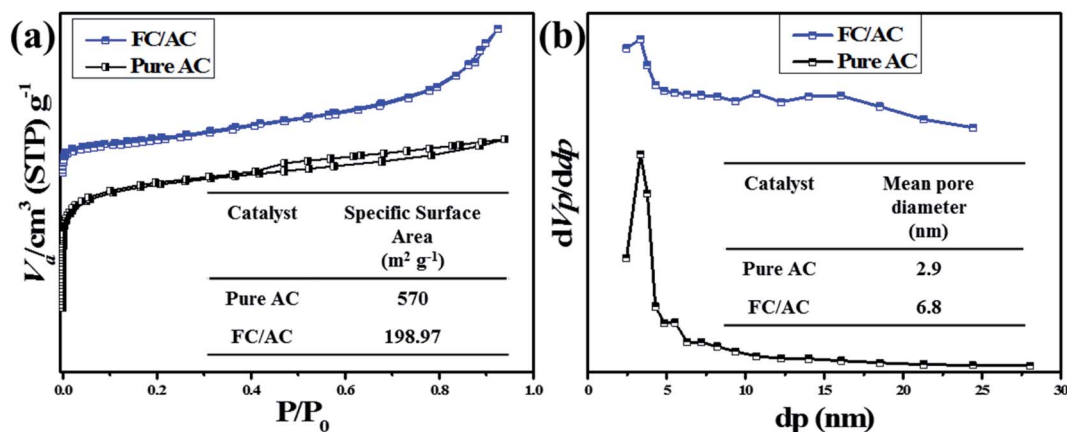 (a)
FC/AC
Pure AC
Va/cm³ (STP) g⁻¹
Catalyst Specific Surface
Area
(m² g⁻¹)
Pure AC 570
FC/AC 198.97
0.0 0.2 0.4 0.6 0.8 1.0
P/P₀
(b)
FC/AC
Pure AC
dVp/ddp
Catalyst Mean pore
diameter
(nm)
Pure AC 2.9
FC/AC 6.8
0 5 10 15 20 25 30
dp (nm)